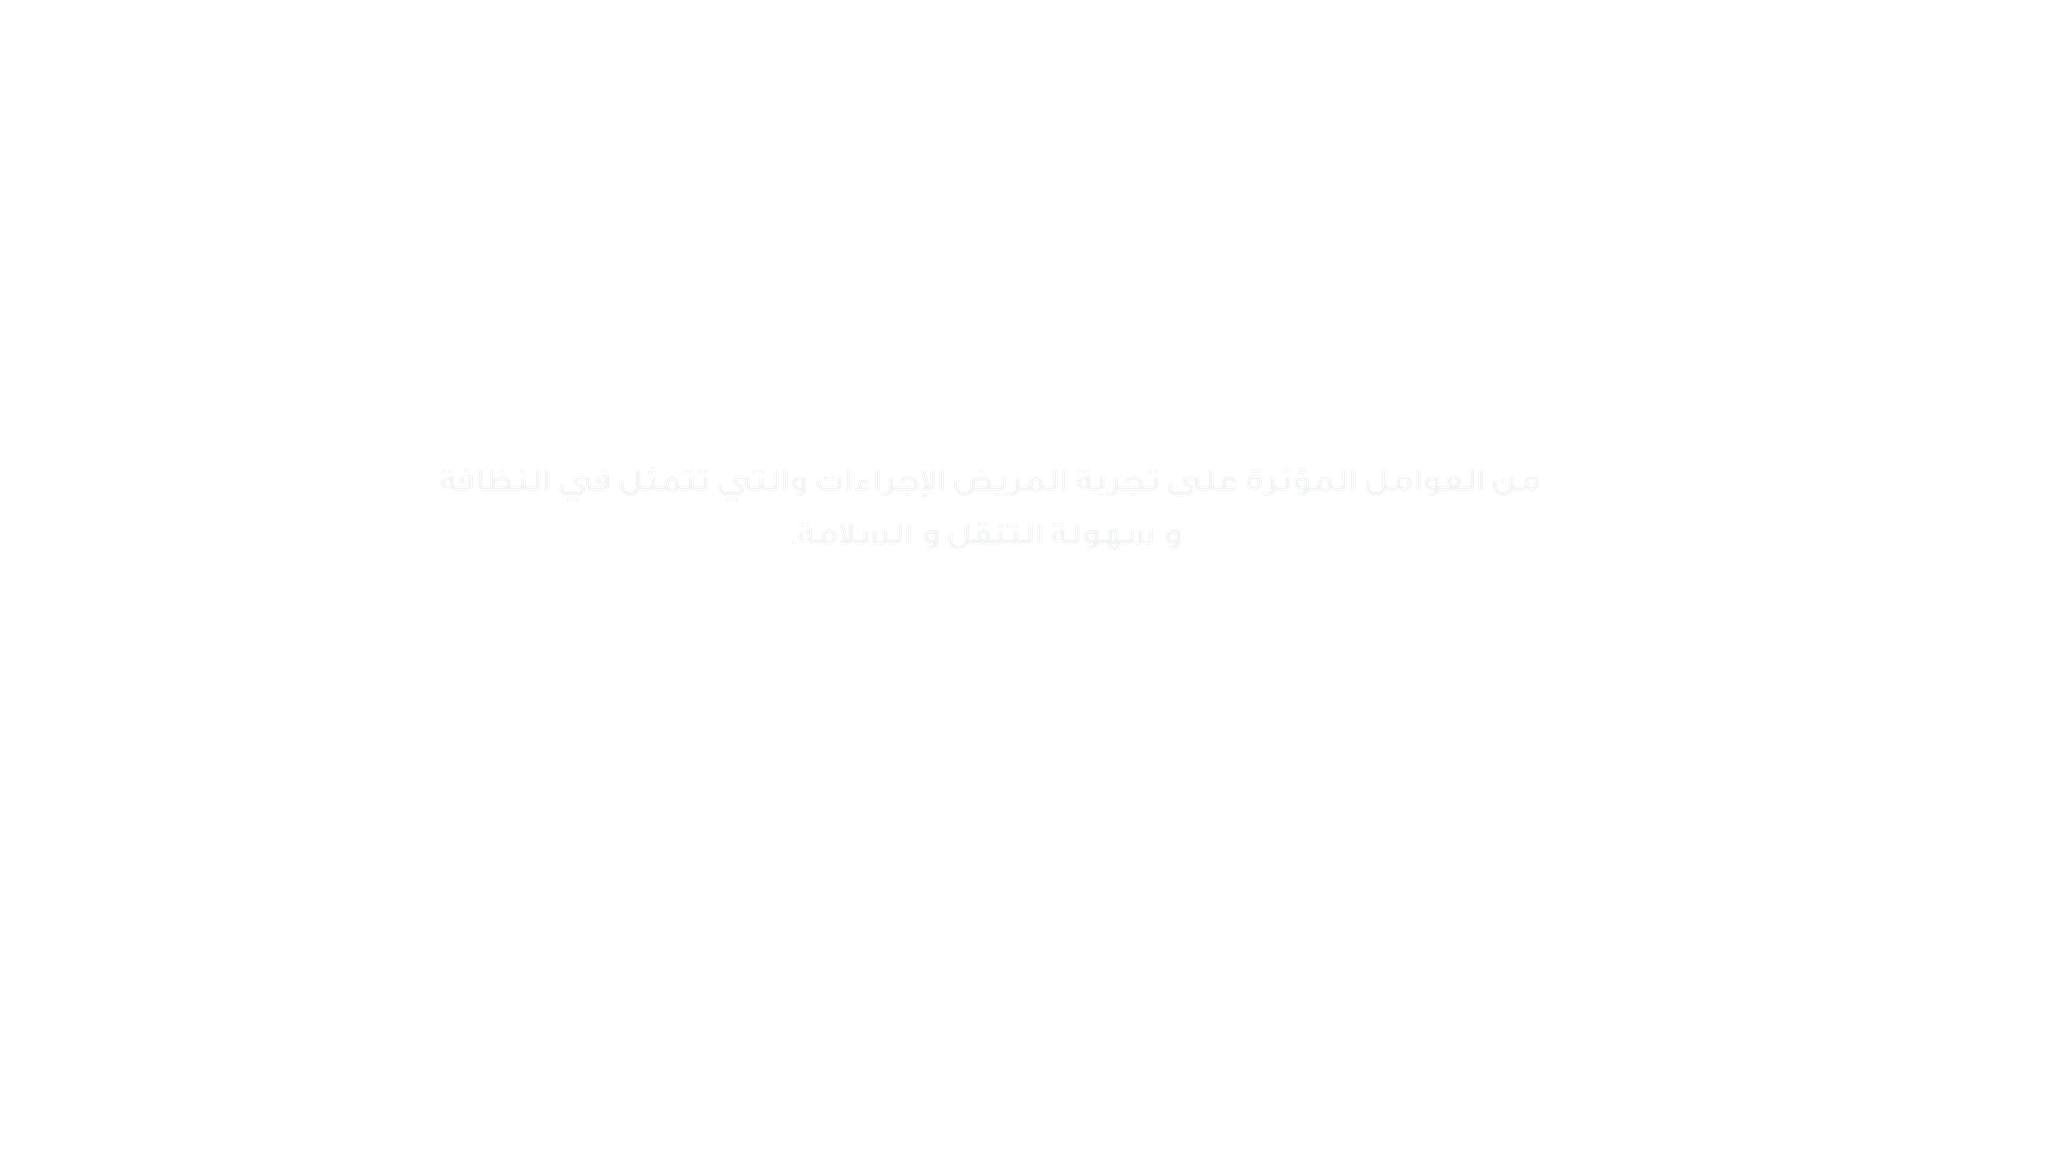 من العوامل المؤثرة على تجربة المريض الإجراءات والتي تتمثل في النظافة
و سهولة التنقل و السلامة.